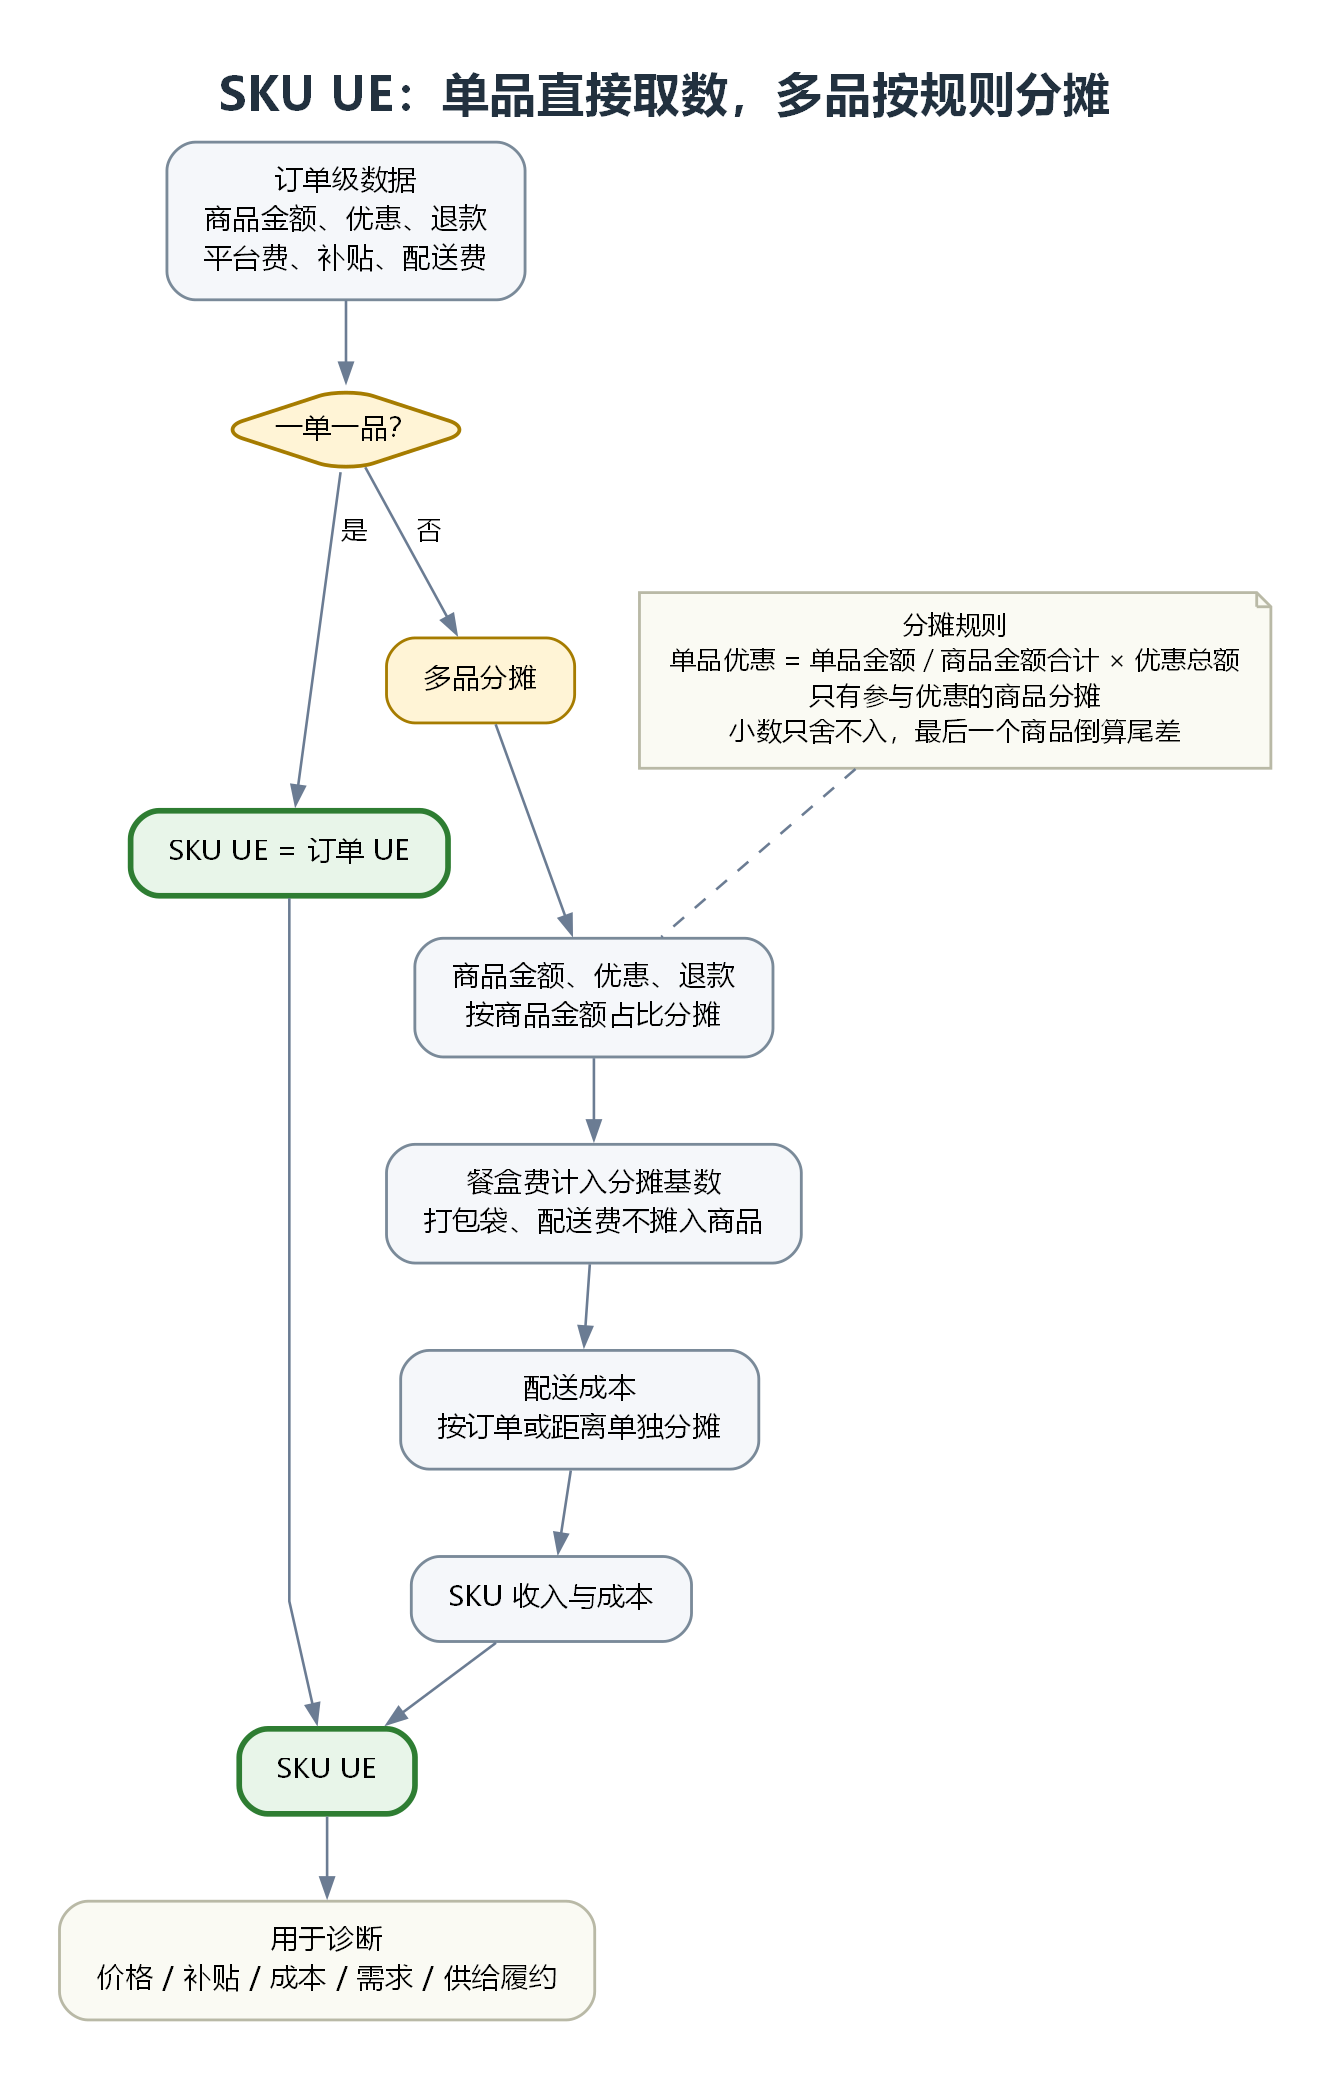 SKU UE：单品直接取数，多品按规则分摊
订单级数据
商品金额、优惠、退款
平台费、补贴、配送费
一单一品？
是
否
分摊规则
单品优惠 = 单品金额 / 商品金额合计 × 优惠总额
只有参与优惠的商品分摊
小数只舍不入，最后一个商品倒算尾差
多品分摊
SKU UE = 订单 UE
商品金额、优惠、退款
按商品金额占比分摊
餐盒费计入分摊基数
打包袋、配送费不摊入商品
配送成本
按订单或距离单独分摊
SKU 收入与成本
SKU UE
用于诊断
价格 / 补贴 / 成本 / 需求 / 供给履约